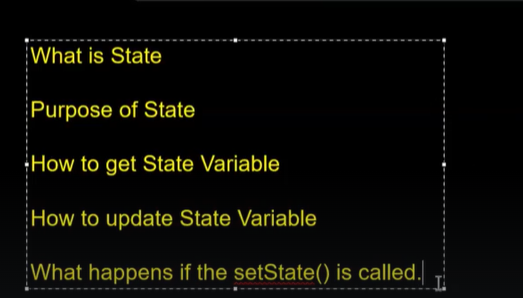 What is State
Purpose of State
How to get State Variable
How to update State Variable
What happens if the setState() is called.